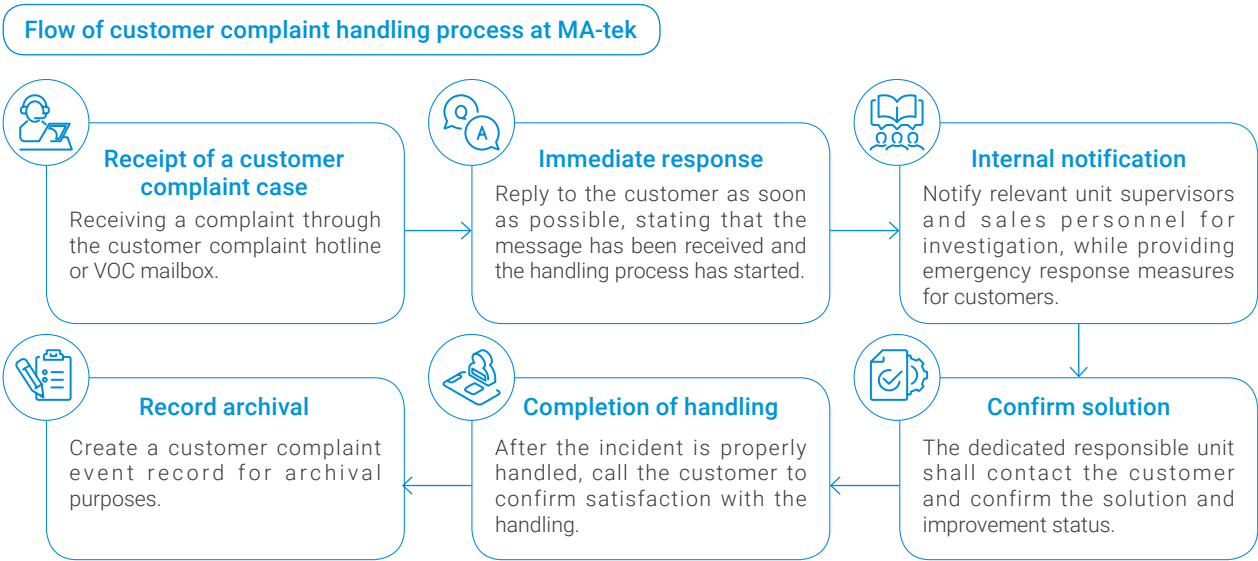 Flow of customer complaint handling process at MA-tek
Receipt of a customer
complaint case
Receiving a complaint through
the customer complaint hotline
or VOC mailbox.
Q
A
Immediate response
Reply to the customer as soon
as possible, stating that the
message has been received and
the handling process has started.
Internal notification
Notify relevant unit supervisors
and sales personnel for
investigation, while providing
emergency response measures
for customers.
Confirm solution
The dedicated responsible unit
shall contact the customer
and confirm the solution and
improvement status.
Completion of handling
After the incident is properly
handled, call the customer to
confirm satisfaction with the
handling.
Record archival
Create a customer complaint
event record for archival
purposes.